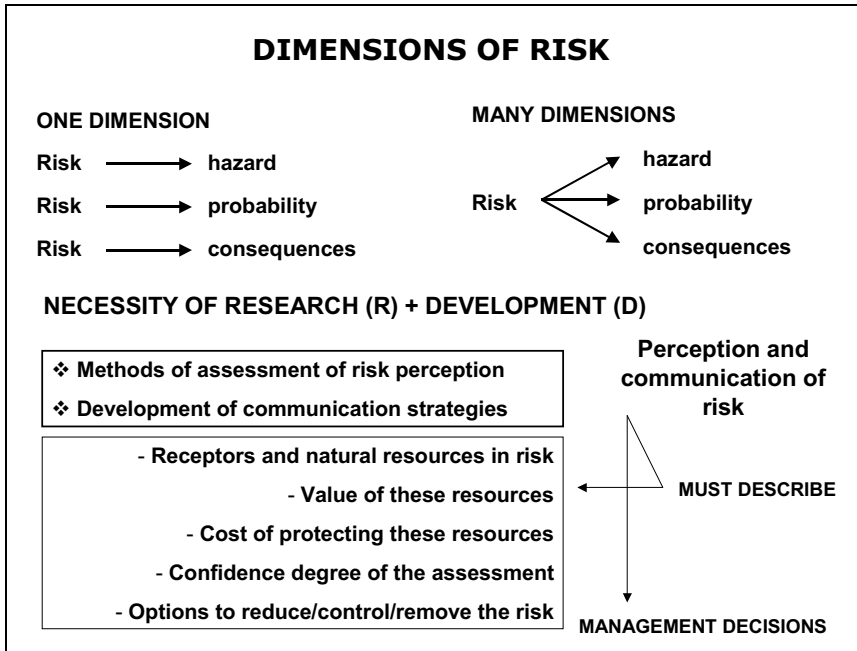 DIMENSIONS OF RISK
ONE DIMENSION
Risk hazard
Risk probability
Risk consequences
MANY DIMENSIONS
Risk
hazard
probability
consequences
NECESSITY OF RESEARCH (R) + DEVELOPMENT (D)
❖ Methods of assessment of risk perception
❖ Development of communication strategies
- Receptors and natural resources in risk
- Value of these resources
- Cost of protecting these resources
- Confidence degree of the assessment
- Options to reduce/control/remove the risk
Perception and
communication of
risk
MUST DESCRIBE
MANAGEMENT DECISIONS